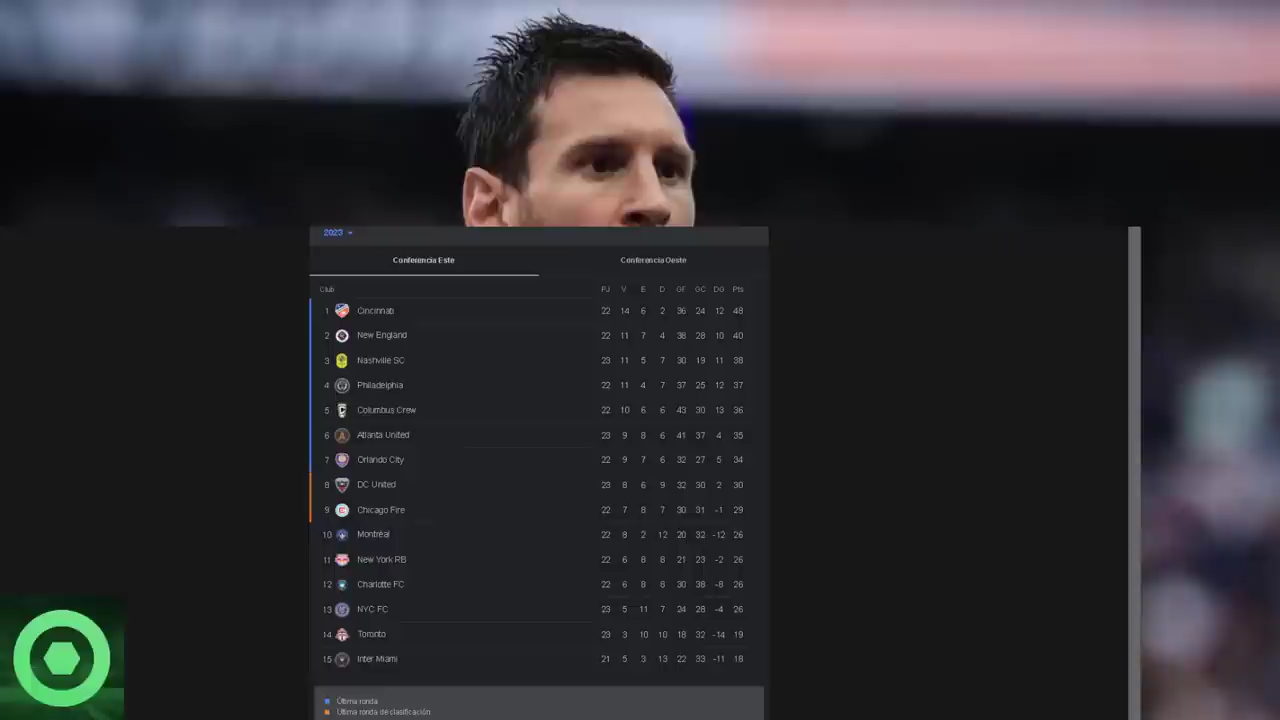 2023
Conferencia Este Conferencia Oeste
Club PJ V E D GF GC DG Pts
1 Cincinnati 22 14 6 2 36 24 12 48
2 New England 22 11 7 4 38 28 10 40
3 Nashville SC 23 11 5 7 30 19 11 38
4 Philadelphia 22 11 4 7 37 25 12 37
5 Columbus Crew 22 10 6 6 43 30 13 36
6 Atlanta United 23 9 8 6 41 37 4 35
7 Orlando City 22 9 7 6 32 27 5 34
8 DC United 23 8 6 9 32 30 2 30
9 Chicago Fire 22 7 8 7 30 31 -1 29
10 Montréal 22 8 2 12 20 32 -12 26
11 New York RB 22 6 8 8 21 23 -2 26
12 Charlotte FC 22 6 8 8 30 38 -8 26
13 NYC FC 23 5 11 7 24 28 -4 26
14 Toronto 23 3 10 10 18 32 -14 19
15 Inter Miami 21 5 3 13 22 33 -11 18
Última ronda
Última ronda de clasificación